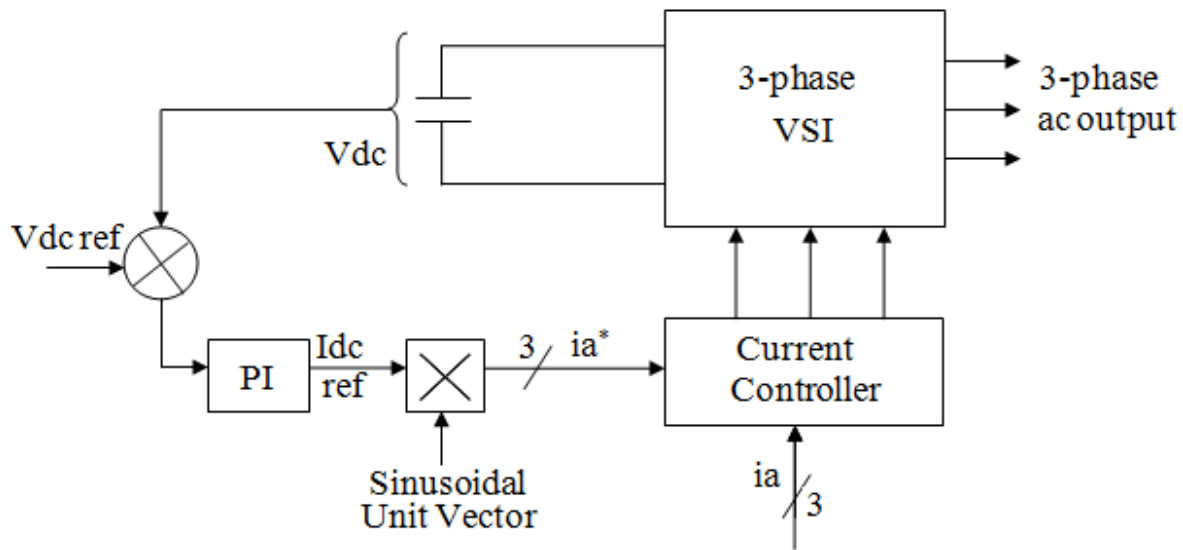 3-phase
VSI
3-phase
ac output
Vdc
Vdc ref
PI
Idc
ref
3
ia*
Current
Controller
Sinusoidal
Unit Vector
ia
3